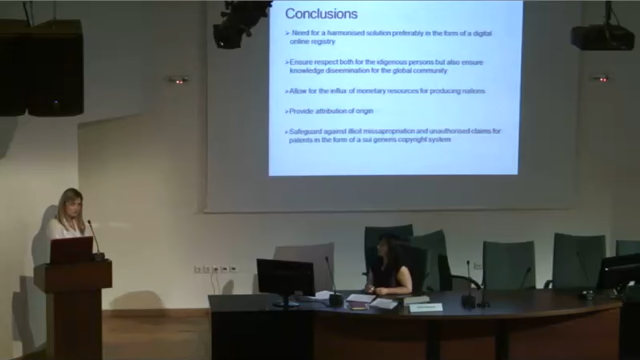 Conclusions
➢ Need for a harmonised solution preferably in the form of a digital
online registry
➢Ensure respect both for the idigenous persons but also ensure
knowledge dissemination for the global community
➢Allow for the influx of monetary resources for producing nations
➢Provide attribution of origin
➢Safeguard against illicit missapropriation and unauthorised claims for
patents in the form of a sui generis copyright system